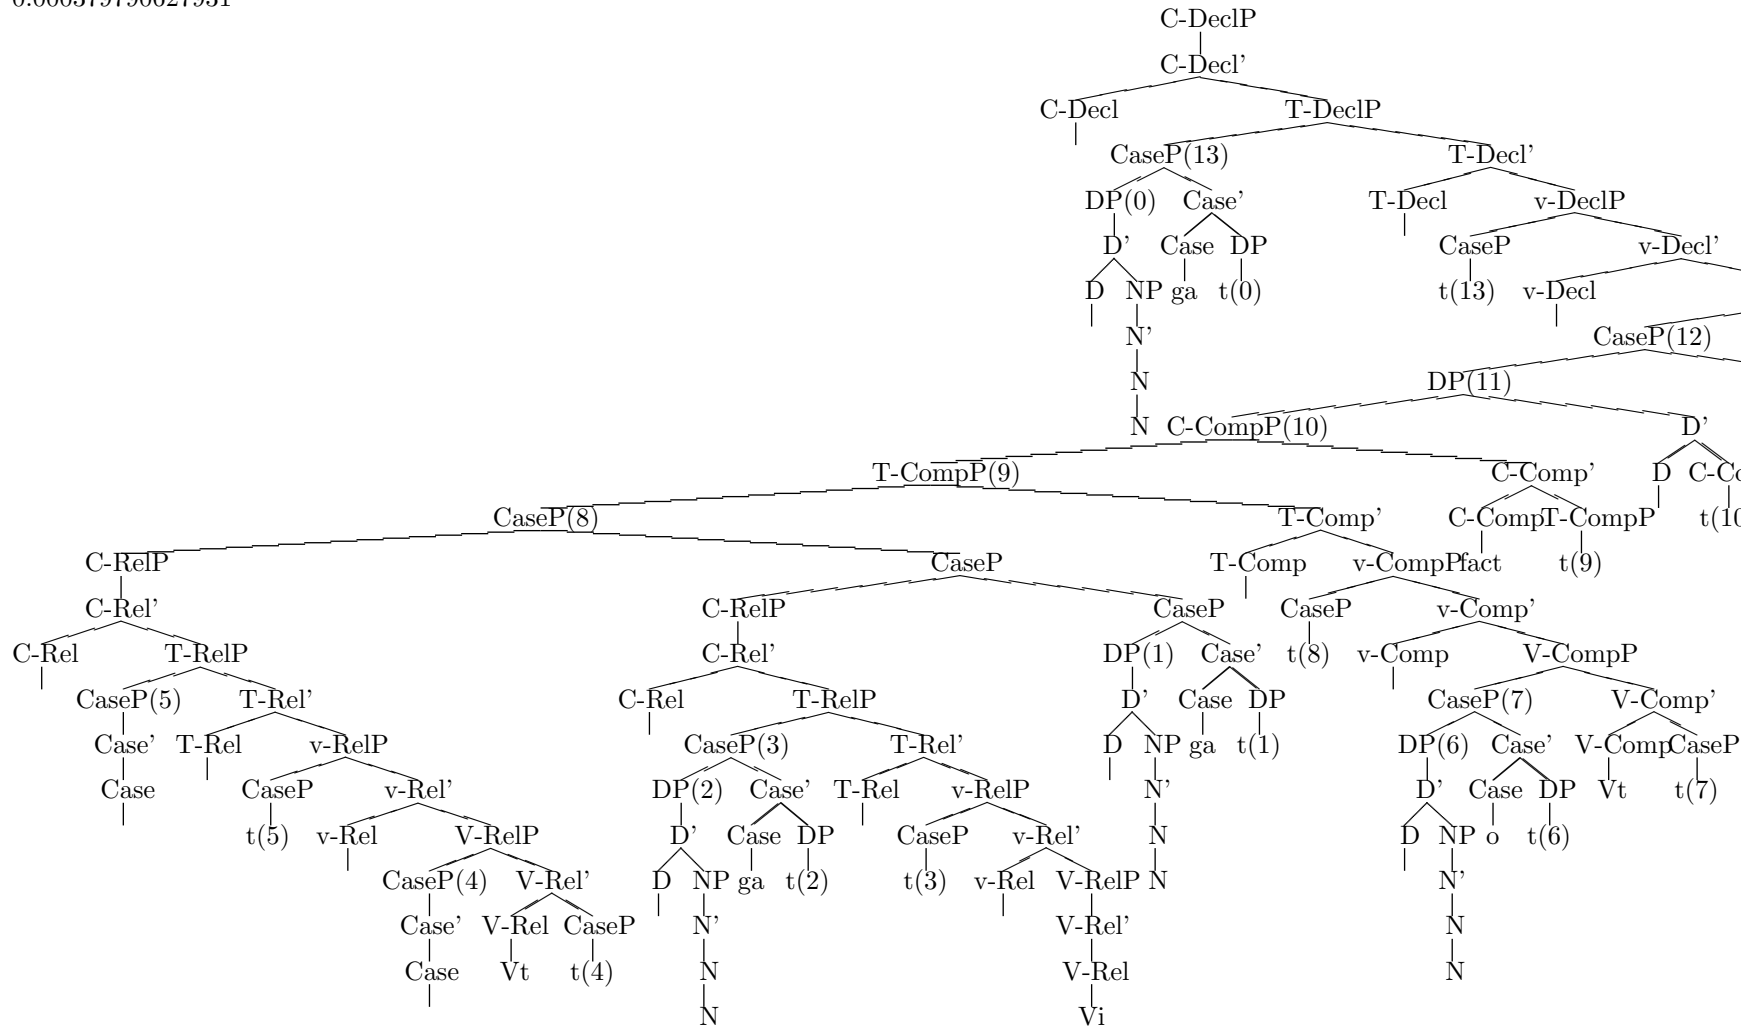 C-DeclP
C-Decl’
C-Decl T-DeclP
CaseP(13) T-Decl’
DP(0) Case’ T-Decl v-DeclP
D’ Case DP CaseP v-Decl’
D NP ga t(0) t(13) v-Decl
N’ CaseP(12)
N DP(11)
N C-CompP(10) D’
T-CompP(9) C-Comp’ D
CaseP(8) T-Comp’ C-Comp T-CompP
C-RelP CaseP T-Comp v-CompP fact t(9)
C-Rel’ C-RelP CaseP CaseP v-Comp’
C-Rel T-RelP C-Rel’ DP(1) Case’ t(8) v-Comp V-CompP
CaseP(5) T-Rel’ C-Rel T-RelP D’ Case DP CaseP(7) V-Comp’
Case’ T-Rel v-RelP CaseP(3) T-Rel’ D NP ga t(1) DP(6) Case’ V-Comp CaseP
Case CaseP v-Rel’ DP(2) Case’ T-Rel v-RelP N’ D’ Case DP Vt t(7)
t(5) v-Rel V-RelP D’ Case DP CaseP v-Rel’ N D NP o t(6)
CaseP(4) V-Rel’ D NP ga t(2) t(3) v-Rel V-RelP N N’
Case’ V-Rel CaseP N’ V-Rel’ N
Case Vt t(4) N V-Rel N
N Vi